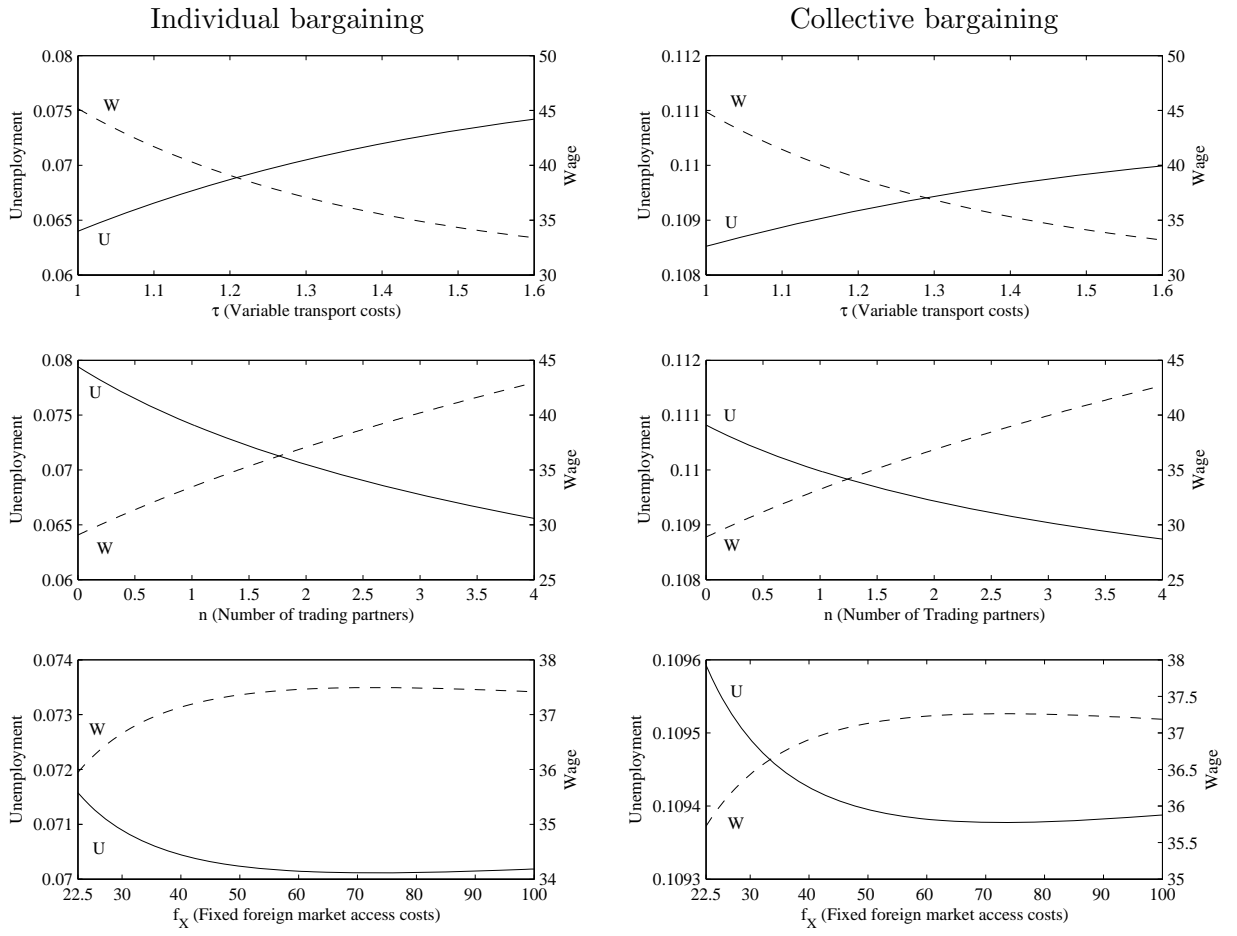 Individual bargaining
0.08
0.075
0.07
0.065
0.06
Unemployment
50
45
40
35
30
Wage
W
U
1 1.1 1.2 1.3 1.4 1.5 1.6
τ (Variable transport costs)
Collective bargaining
0.112
0.111
0.11
0.109
0.108
Unemployment
50
45
40
35
30
Wage
W
U
1 1.1 1.2 1.3 1.4 1.5 1.6
τ (Variable transport costs)
0.08
0.075
0.07
0.065
0.06
Unemployment
45
40
35
30
25
Wage
U
W
0 0.5 1 1.5 2 2.5 3 3.5 4
n (Number of trading partners)
0.112
0.111
0.11
0.109
0.108
Unemployment
45
40
35
30
25
Wage
U
W
0 0.5 1 1.5 2 2.5 3 3.5 4
n (Number of Trading partners)
0.074
0.073
0.072
0.071
0.07
Unemployment
38
37
36
35
34
Wage
W
U
22.5 30 40 50 60 70 80 90 100
f_X (Fixed foreign market access costs)
0.1096
0.1095
0.1094
0.1093
Unemployment
38
37.5
37
36.5
36
35.5
35
Wage
U
W
22.5 30 40 50 60 70 80 90 100
f_X (Fixed foreign market access costs)